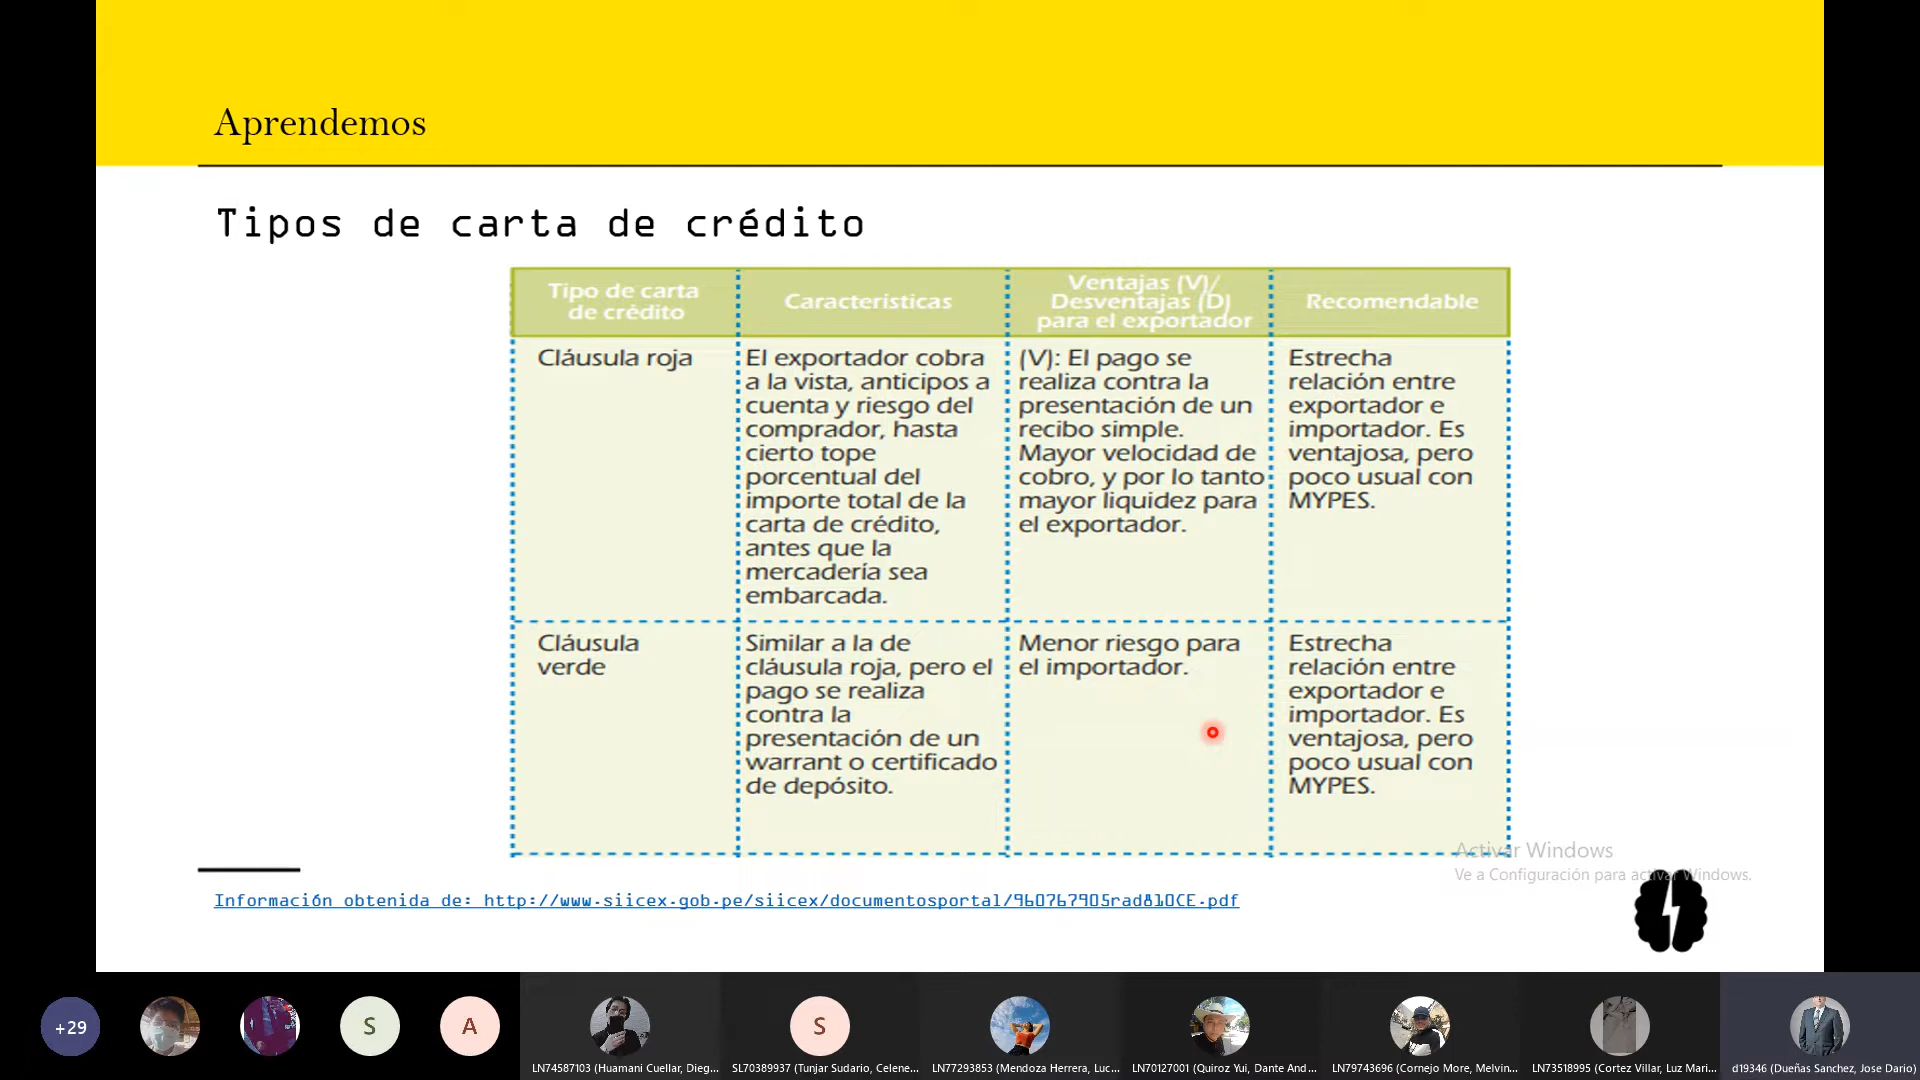 Aprendemos
Tipos de carta de crédito
Tipo de carta
de crédito
Caracteristicas
Ventajas (V)/
Desventajas (D)
para el exportador
Recomendable
Cláusula roja
El exportador cobra
a la vista, anticipos a
cuenta y riesgo del
comprador, hasta
cierto tope
porcentual del
importe total de la
carta de crédito,
antes que la
mercadería sea
embarcada.
(V): El pago se
realiza contra la
presentación de un
recibo simple.
Mayor velocidad de
cobro, y por lo tanto
mayor liquidez para
el exportador.
Estrecha
relación entre
exportador e
importador. Es
ventajosa, pero
poco usual con
MYPES.
Cláusula
verde
Similar a la de
cláusula roja, pero el
pago se realiza
contra la
presentación de un
warrant o certificado
de depósito.
Menor riesgo para
el importador.
Estrecha
relación entre
exportador e
importador. Es
ventajosa, pero
poco usual con
MYPES.
Activar Windows
Ve a Configuración para activar Windows.
Información obtenida de: http://www.siicex.gob.pe/siicex/documentosportal/960767905rad810CE.pdf
+29
S
A
S
LN74587103 (Huamani Cuellar, Dieg...
SL70389937 (Tunjar Sudario, Celene...
LN77293853 (Mendoza Herrera, Luc...
LN70127001 (Quiroz Yui, Dante And...
LN79743696 (Cornejo More, Melvin...
LN73518995 (Cortez Villar, Luz Mari...
d19346 (Dueñas Sanchez, Jose Dario)